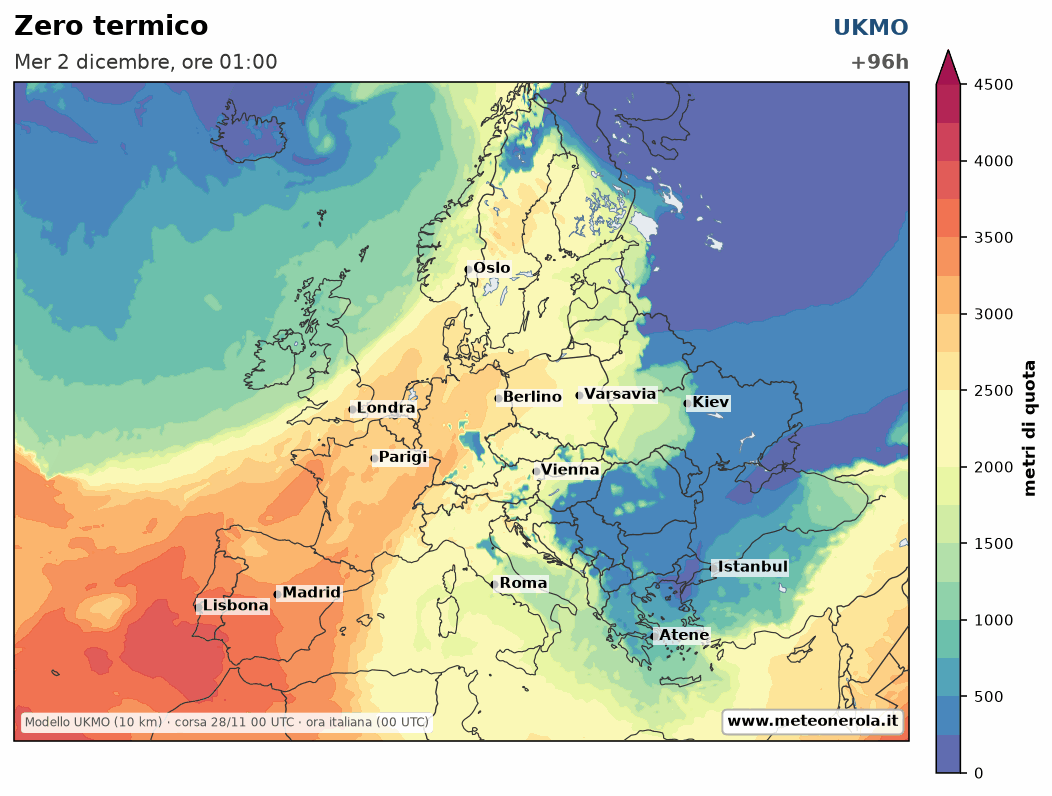 Zero termico
UKMO
Mer 2 dicembre, ore 01:00
+96h
4500
4000
3500
3000
2500
2000
1500
1000
500
0
metri di quota
Oslo
Londra
Berlino
Varsavia
Kiev
Parigi
Vienna
Istanbul
Roma
Madrid
Lisbona
Atene
Modello UKMO (10 km) · corsa 28/11 00 UTC · ora italiana (00 UTC)
www.meteonerola.it